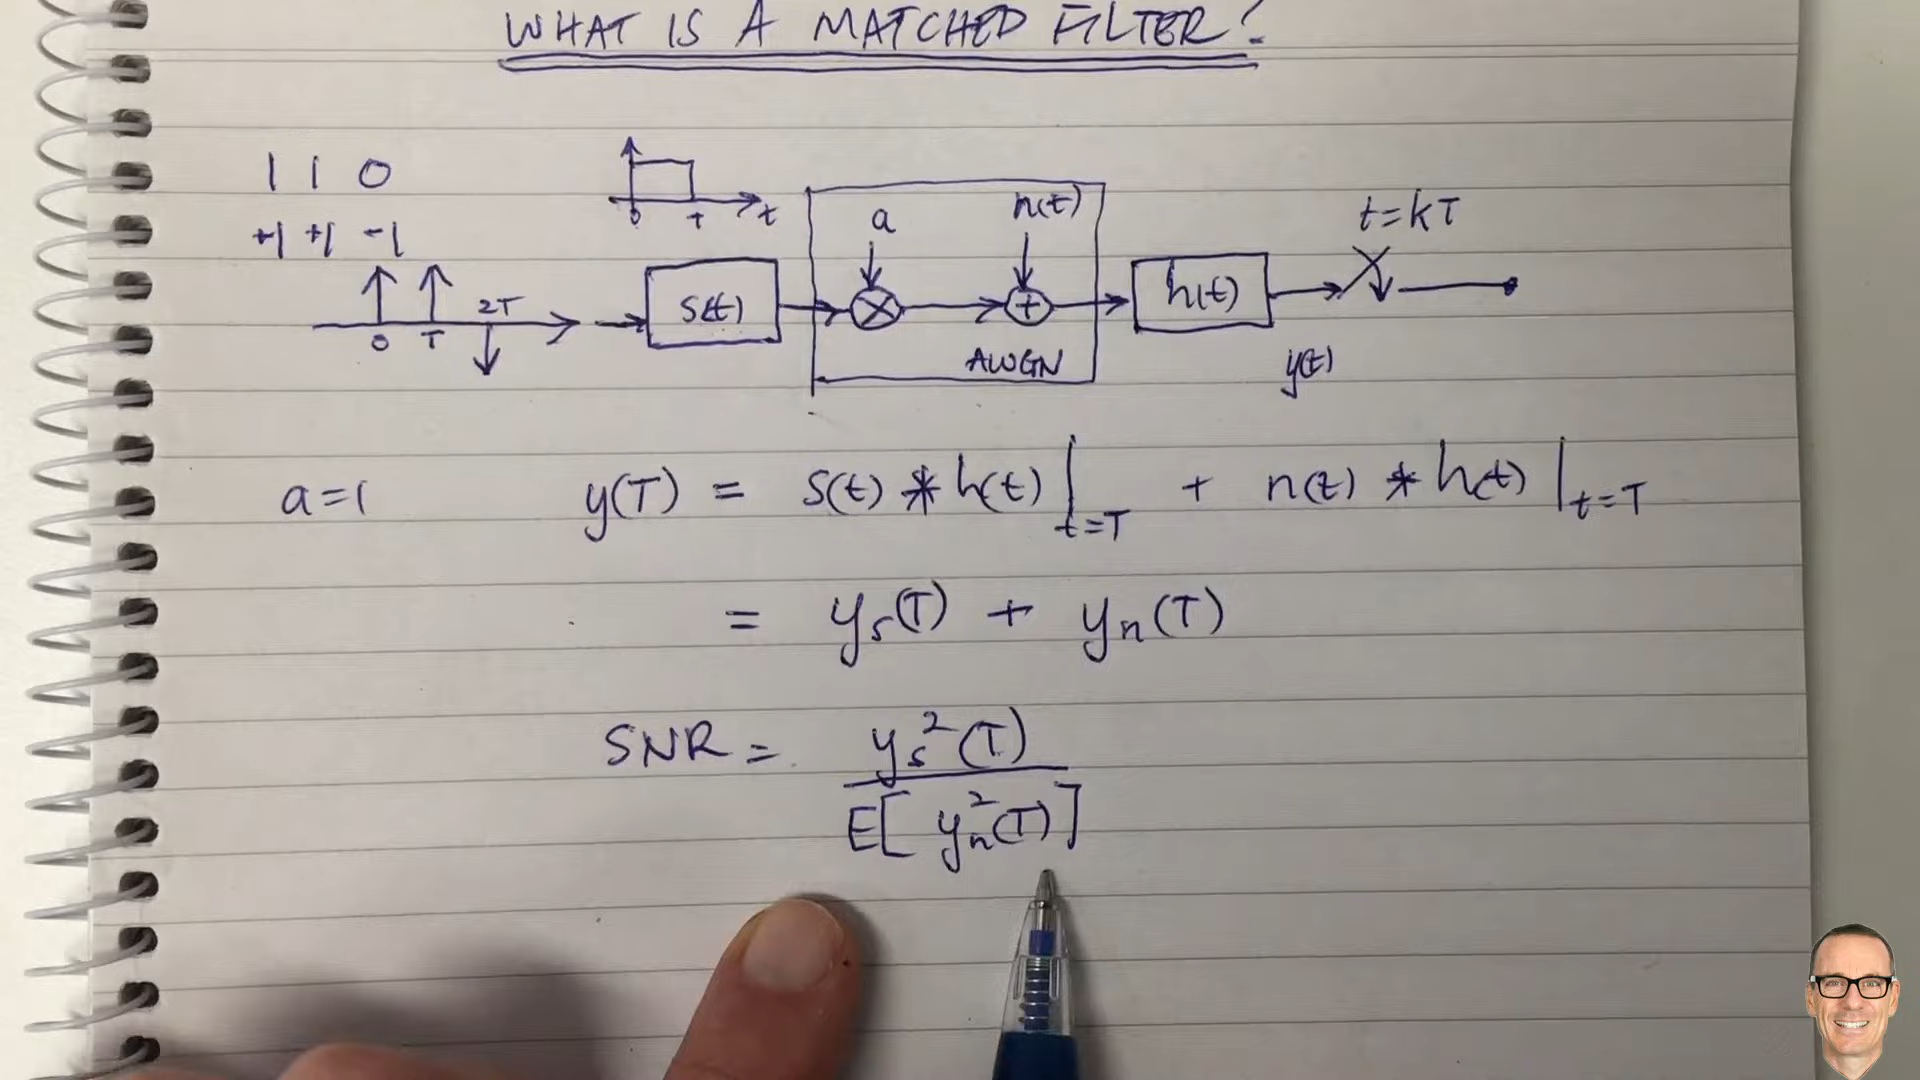 WHAT IS A MATCHED FILTER?
1 1 0
+1 +1 -1
0 T t
a n(t) t=kT
2T
0 T
s(t) × + h(t)
AWGN y(t)
a=1 y(T) = s(t) * h(t) |t=T + n(t) * h(t) |t=T
= ys(T) + yn(T)
SNR = ys²(T)
E[ yn²(T) ]